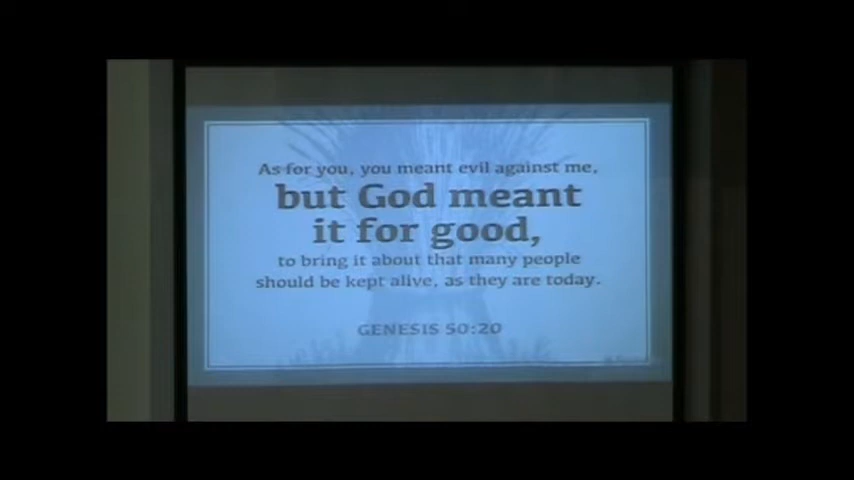 As for you, you meant evil against me,
but God meant
it for good,
to bring it about that many people
should be kept alive, as they are today.
GENESIS 50:20